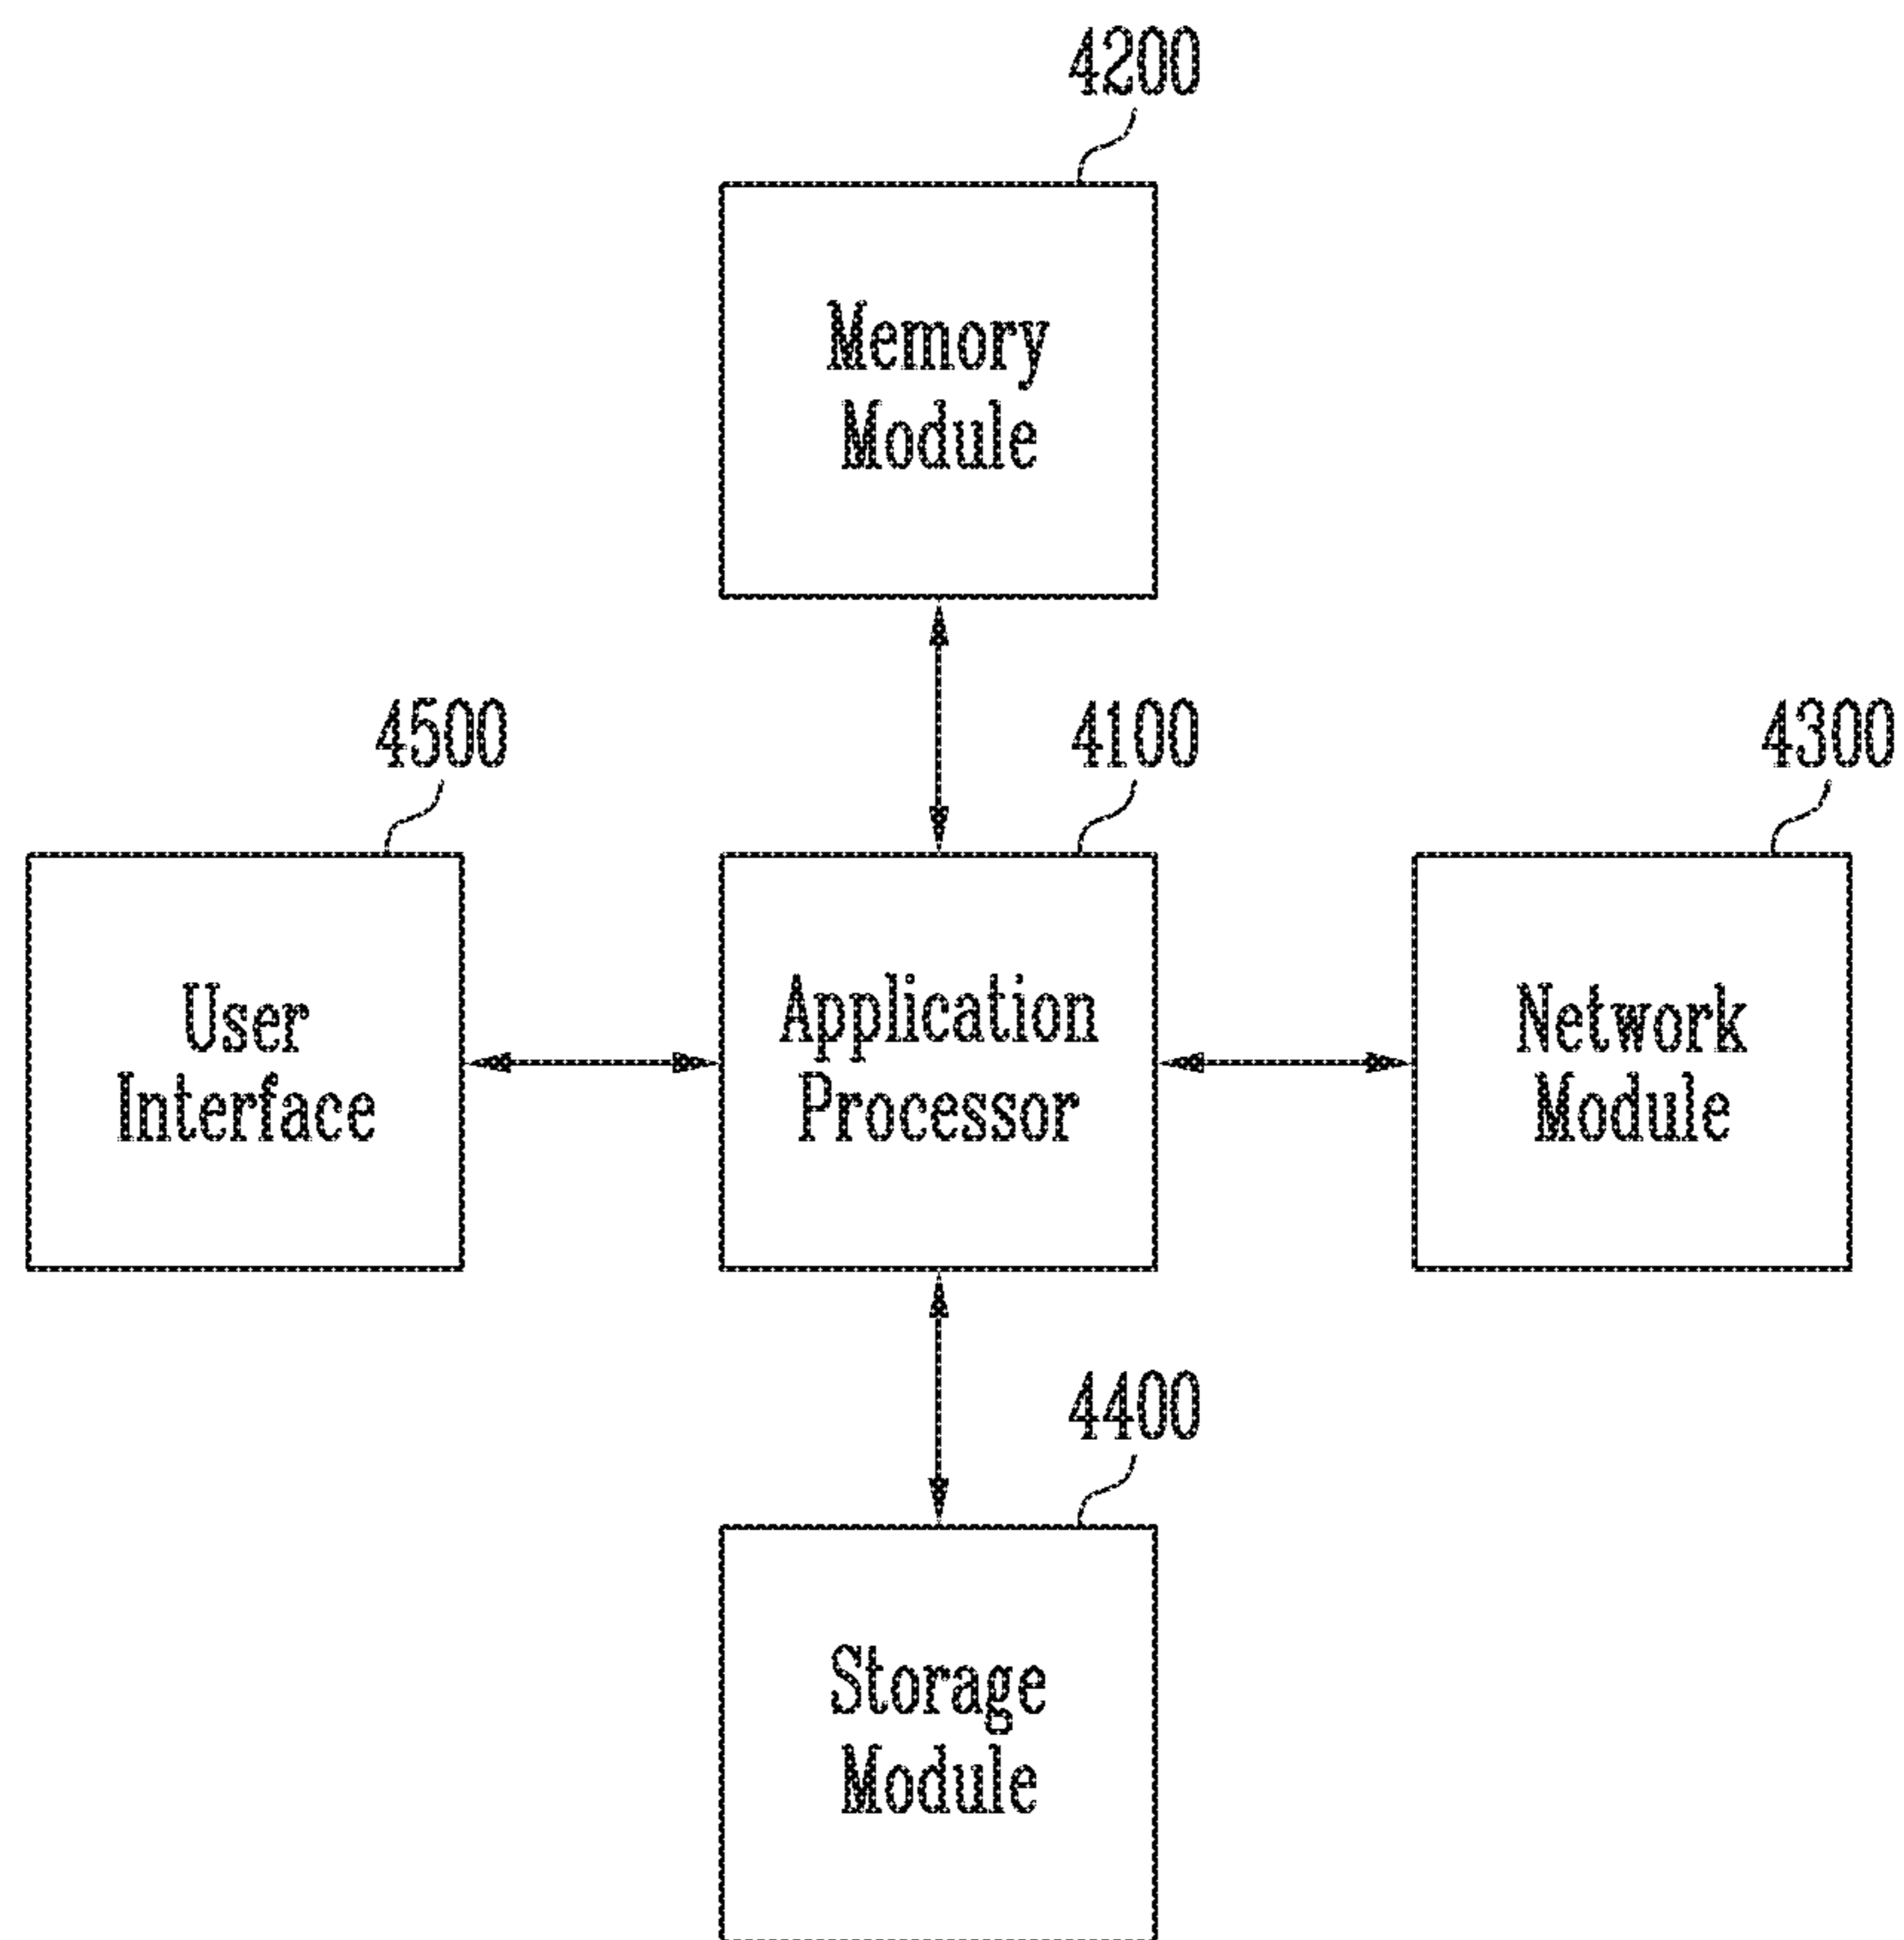 4200
Memory
Module
4500
4100
4300
User
Interface
Application
Processor
Network
Module
4400
Storage
Module